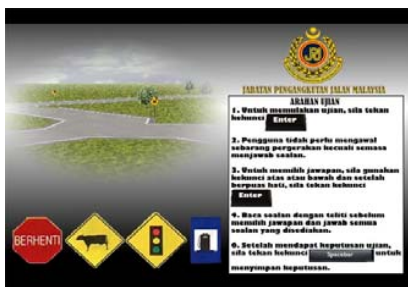 JPJ
JABATAN PENGANGKUTAN JALAN MALAYSIA
ARAHAN UJIAN
1. Untuk memulakan ujian, sila tekan
kekunci Enter
2. Pengguna tidak perlu mengawal
sebarang pergerakan kecuali semasa
menjawab soalan.
3. Untuk memilih jawapan, sila gunakan
kekunci atas atau bawah dan setelah
berpuas hati, sila tekan kekunci
Enter
4. Baca soalan dengan teliti sebelum
memilih jawapan dan jawab semua
soalan yang disediakan.
6. Setelah mendapat keputusan ujian,
sila tekan kekunci Spacebar untuk
menyimpan keputusan.
BERHENTI